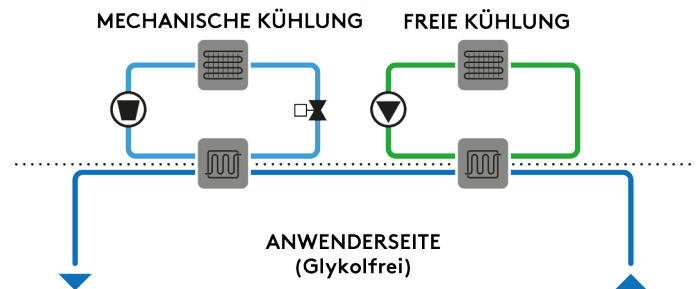 MECHANISCHE KÜHLUNG
FREIE KÜHLUNG
ANWENDERSEITE
(Glykolfrei)